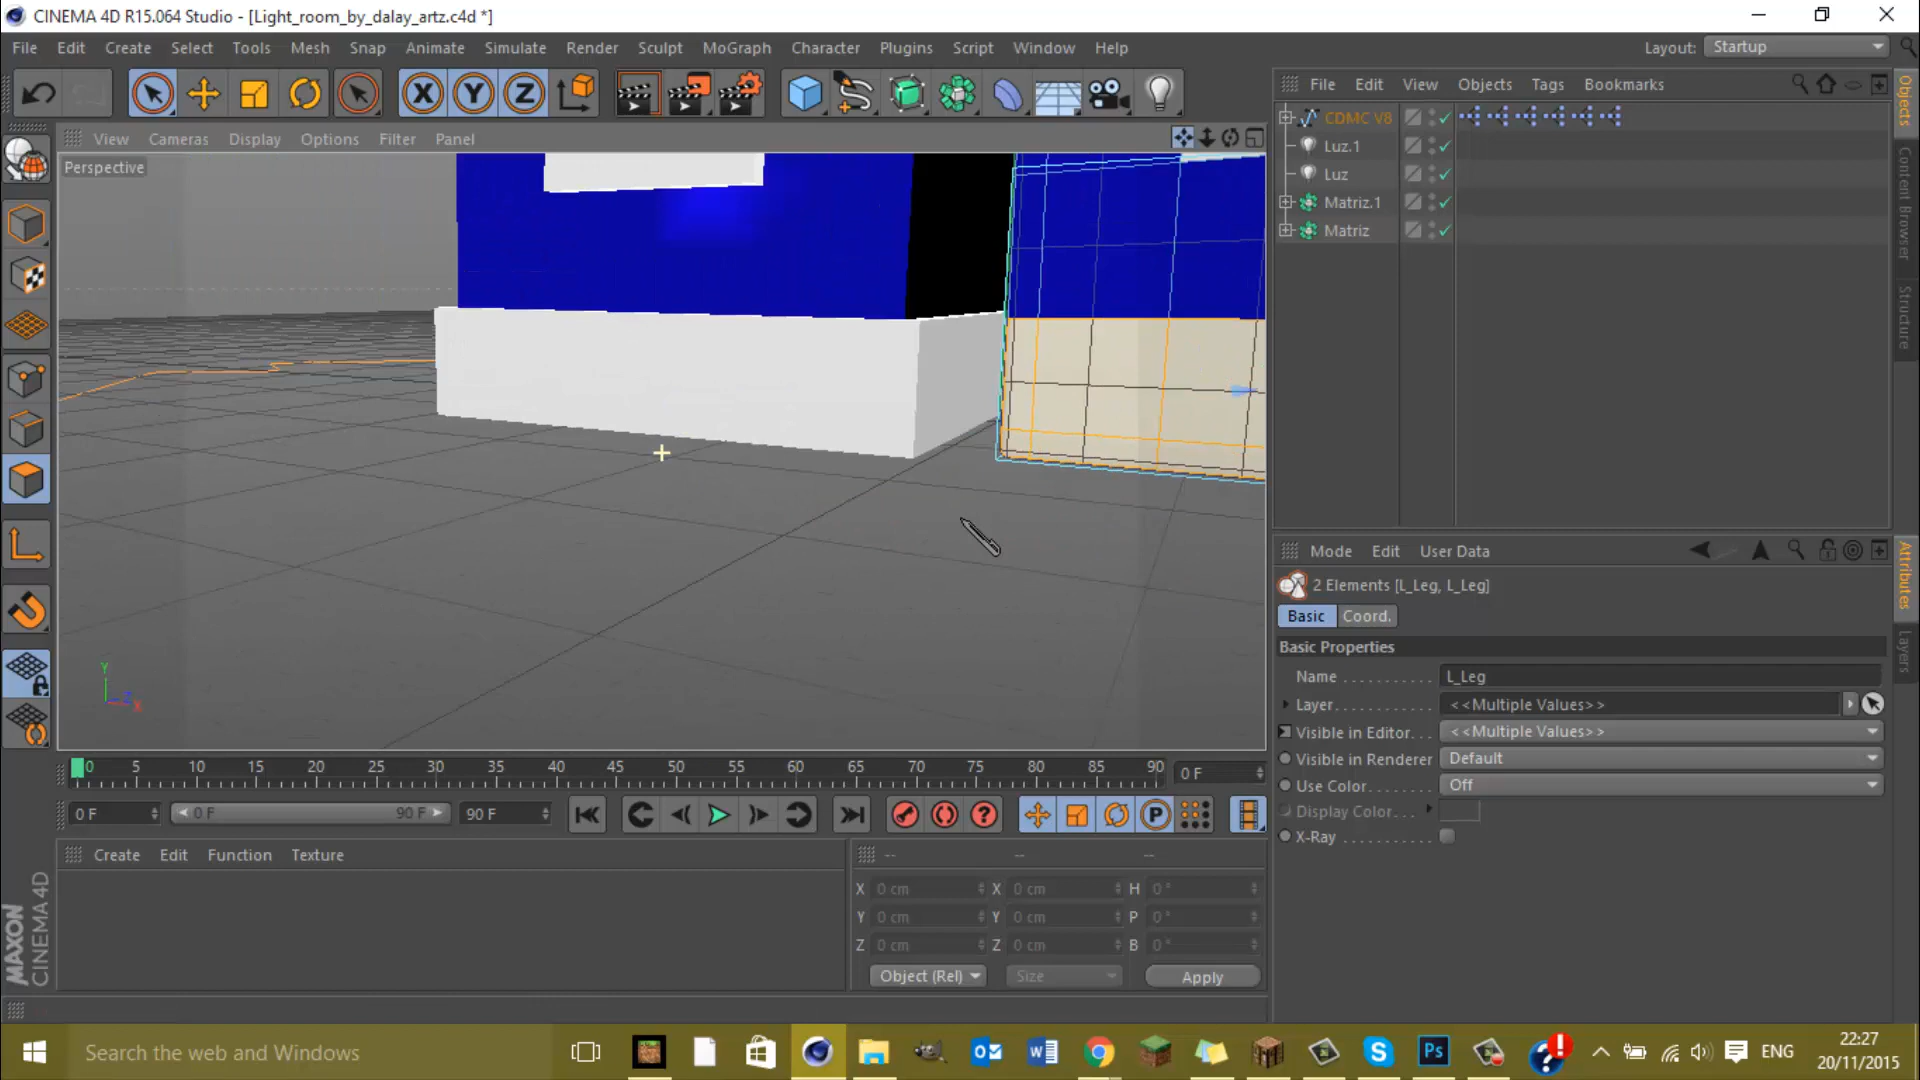 CINEMA 4D R15.064 Studio - [Light_room_by_dalay_artz.c4d *]
File Edit Create Select Tools Mesh Snap Animate Simulate Render Sculpt MoGraph Character Plugins Script Window Help
Layout: Startup
X Y Z
File Edit View Objects Tags Bookmarks
View Cameras Display Options Filter Panel
Perspective
CDMC V8
Luz.1
Luz
Matriz.1
Matriz
Objects
Content Browser
Structure
Mode Edit User Data
2 Elements [L_Leg, L_Leg]
Basic Coord.
Basic Properties
Name L_Leg
Layer <<Multiple Values>>
Visible in Editor <<Multiple Values>>
Visible in Renderer Default
Use Color Off
Display Color
X-Ray
Attributes
Layers
Y
Z
X
0 5 10 15 20 25 30 35 40 45 50 55 60 65 70 75 80 85 90 0 F
0 F 0 F 90 F 90 F
P
Create Edit Function Texture
-- -- --
X 0 cm X 0 cm H 0 °
Y 0 cm Y 0 cm P 0 °
Z 0 cm Z 0 cm B 0 °
Object (Rel) Size Apply
MAXON
CINEMA 4D
Search the web and Windows
Ps
ENG
22:27
20/11/2015